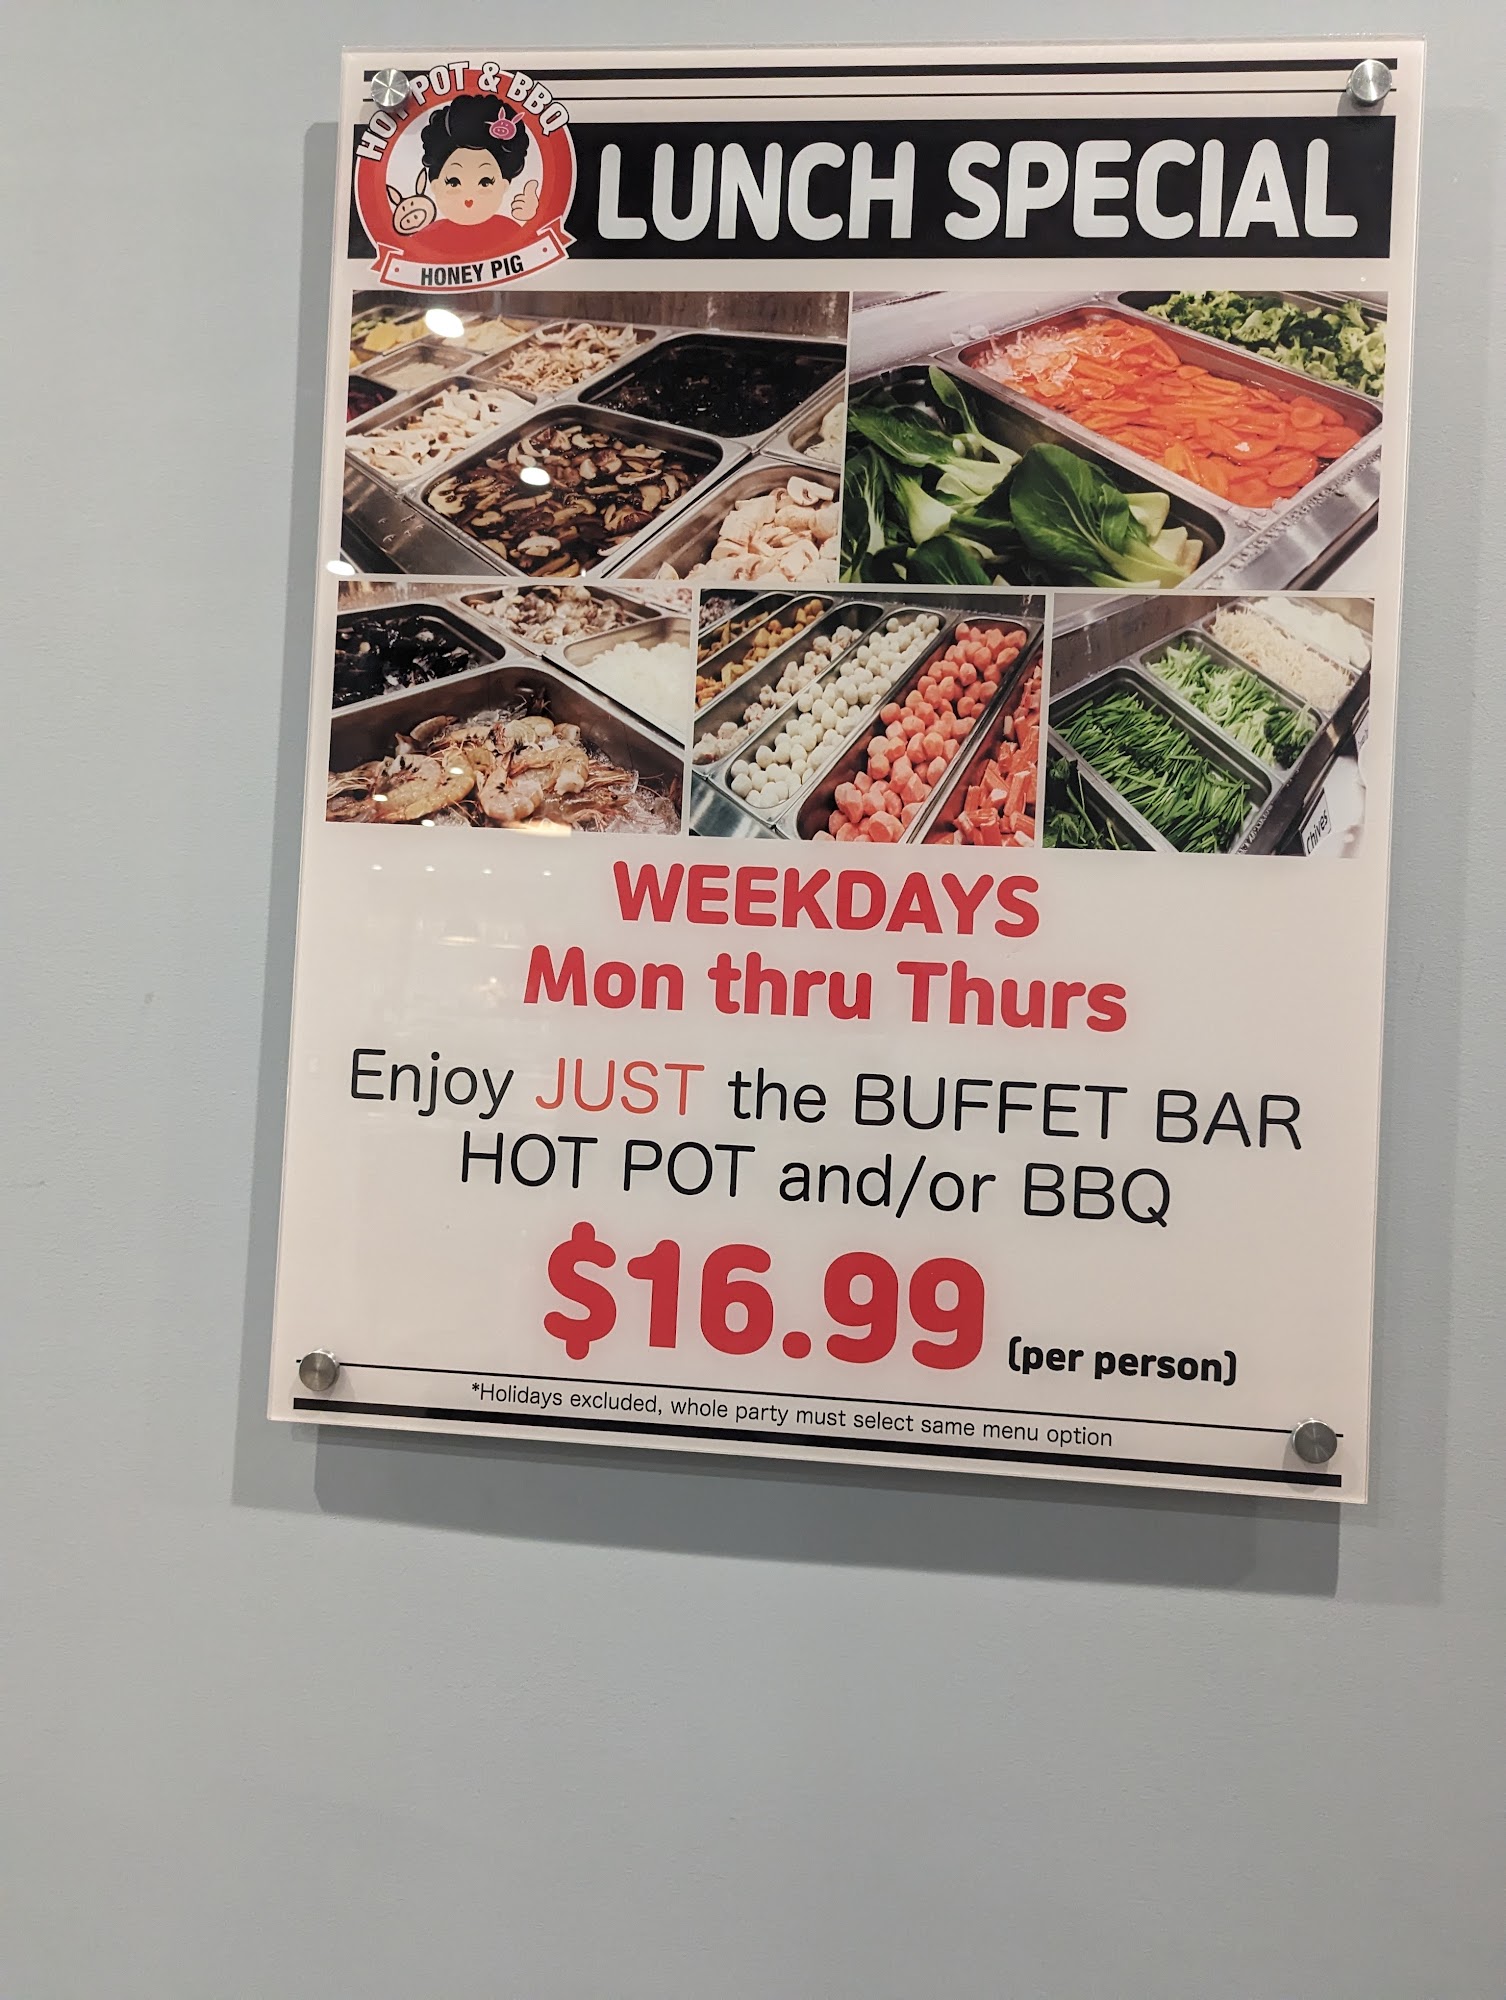 HOT POT & BBQ
HONEY PIG
LUNCH SPECIAL
chives
WEEKDAYS
Mon thru Thurs
Enjoy JUST the BUFFET BAR
HOT POT and/or BBQ
$16.99 (per person)
*Holidays excluded, whole party must select same menu option